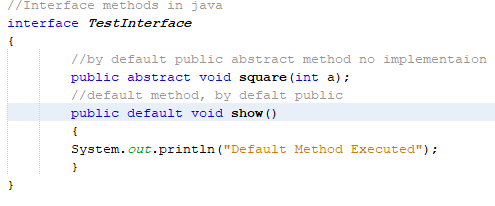 //Interface methods in java
interface TestInterface
{
//by default public abstract method no implementaion
public abstract void square(int a);
//default method, by defalt public
public default void show()
{
System.out.println("Default Method Executed");
}
}